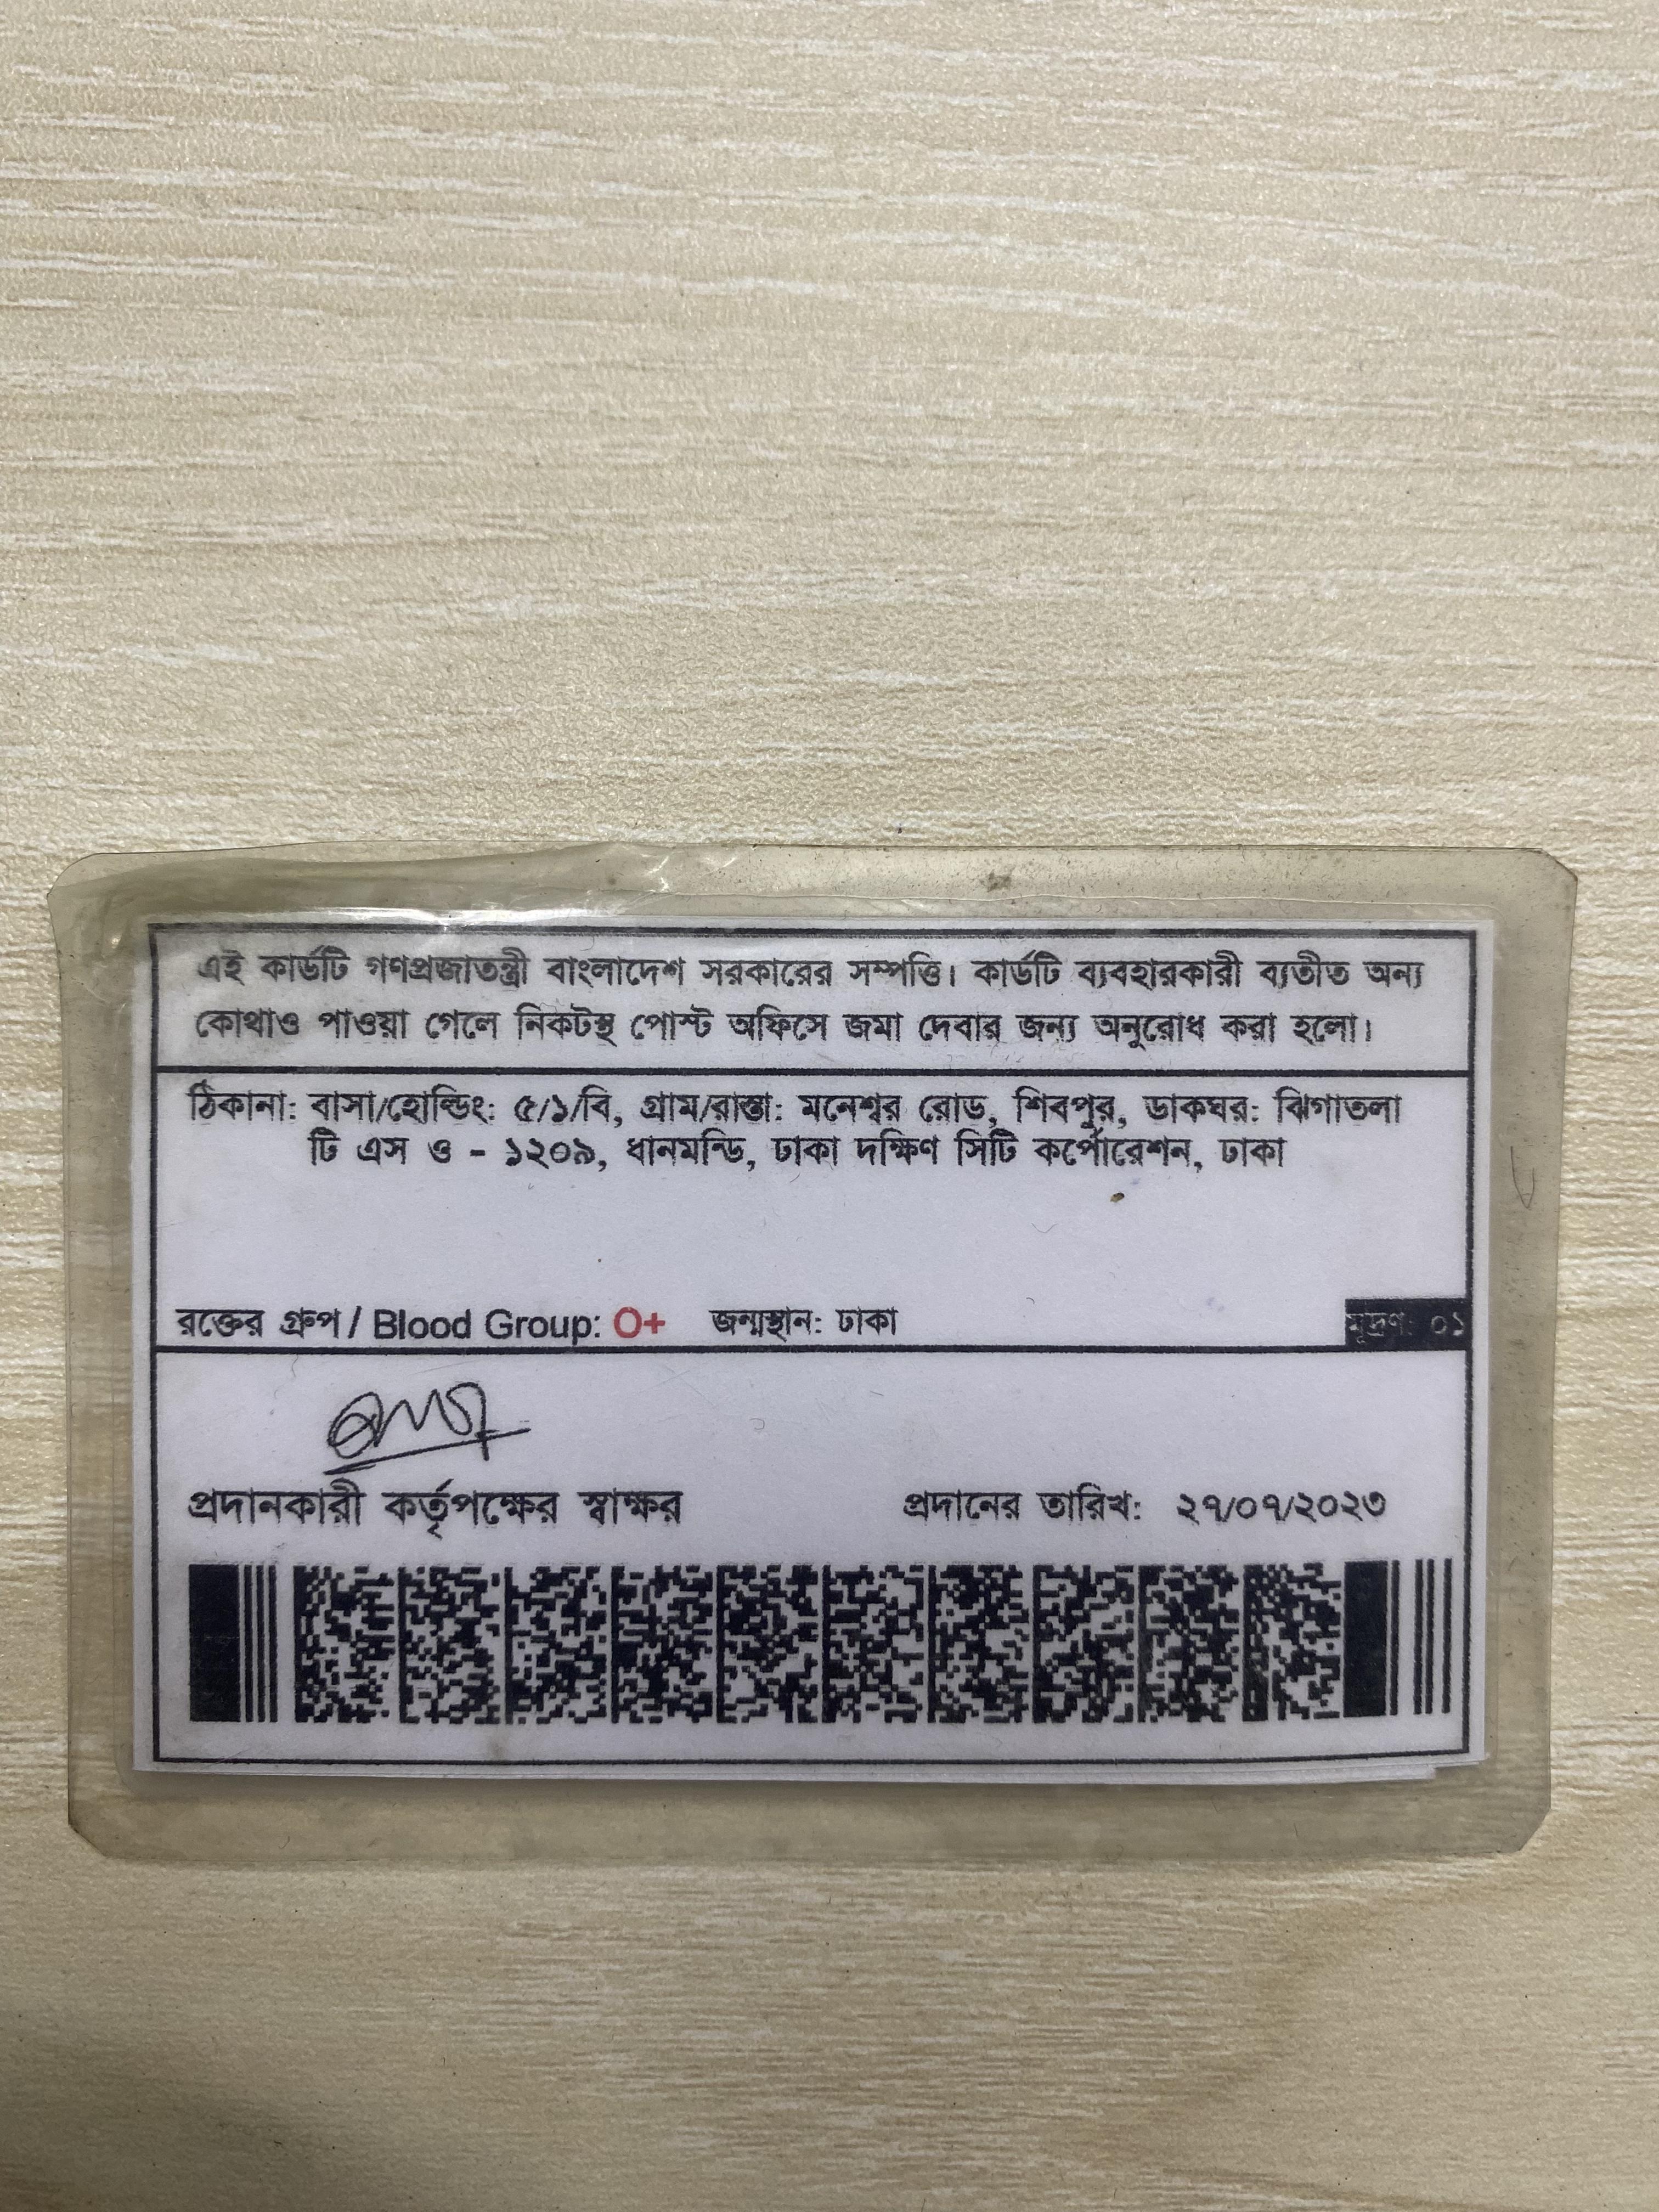 এই কার্ডটি গণপ্রজাতন্ত্রী বাংলাদেশ সরকারের সম্পত্তি। কার্ডটি ব্যবহারকারী ব্যতীত অন্য
কোথাও পাওয়া গেলে নিকটস্থ পোস্ট অফিসে জমা দেবার জন্য অনুরোধ করা হলো।
ঠিকানা: বাসা/হোল্ডিং: ৫/১/বি, গ্রাম/রাস্তা: মনেশ্বর রোড, শিবপুর, ডাকঘর: ঝিগাতলা
টি এস ও - ১২০৯, ধানমন্ডি, ঢাকা দক্ষিণ সিটি কর্পোরেশন, ঢাকা
রক্তের গ্রুপ / Blood Group: O+ জন্মস্থান: ঢাকা মূদ্রণ: ০১
প্রদানকারী কর্তৃপক্ষের স্বাক্ষর প্রদানের তারিখ: ২৭/০৭/২০২৩